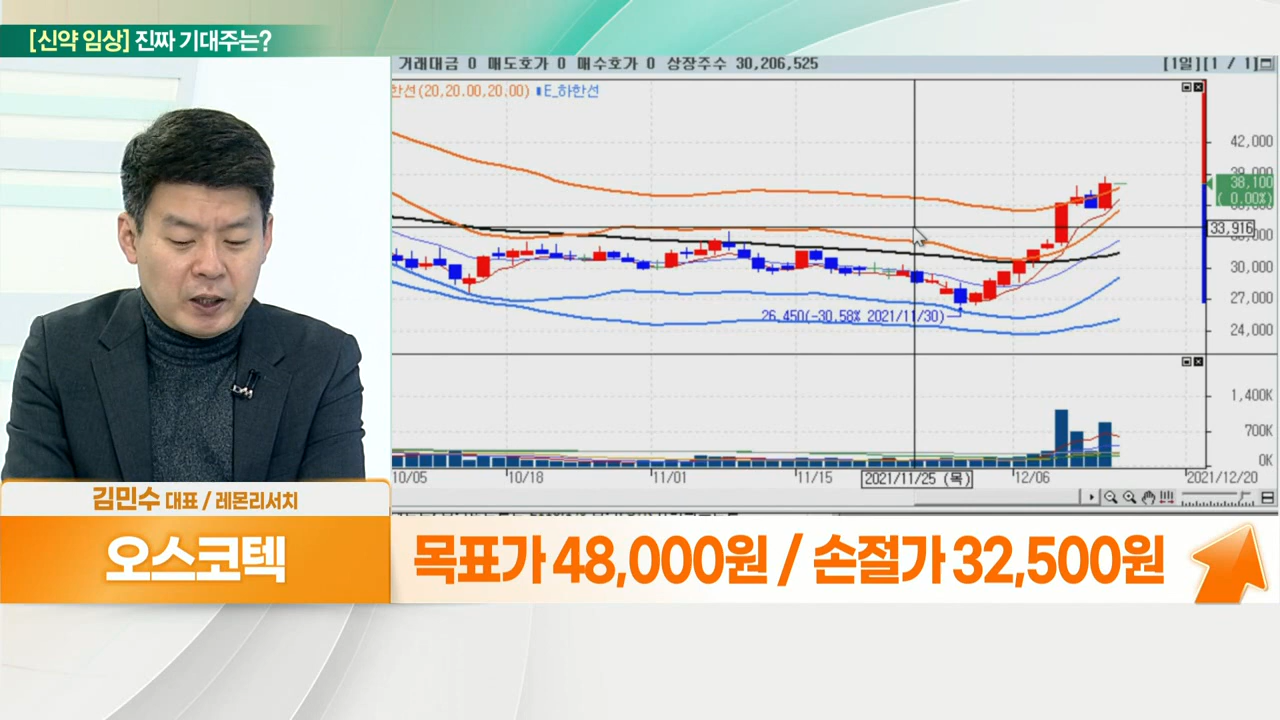 [신약 임상] 진짜 기대주는?
거래대금 0 매도호가 0 매수호가 0 상장주수 30,206,525 [1일][1 / 1]
한선(20,20.00,20.00) E_하한선
42,000
39,000
38,100
( 0.00%)
33,916
30,000
27,000
26,450(-30.58% 2021/11/30)
24,000
1,400K
700K
0K
10/05 10/18 11/01 11/15 2021/11/25 (목) 12/06 2021/12/20
김민수 대표 / 레몬리서치
오스코텍
목표가 48,000원 / 손절가 32,500원